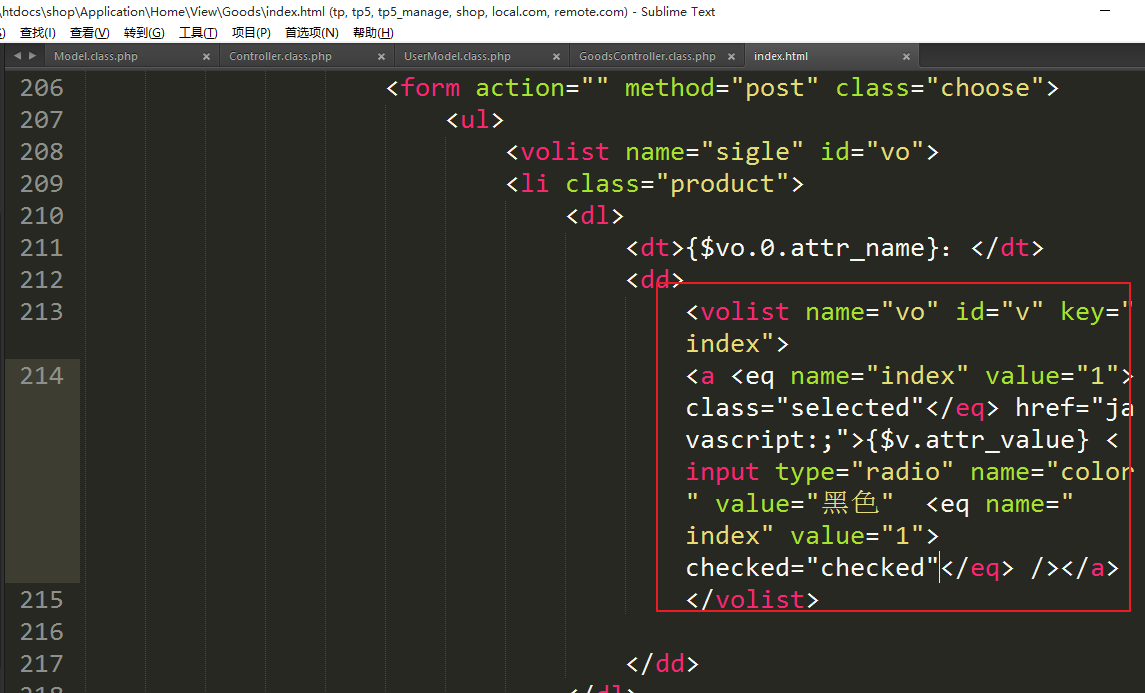 \htdocs\shop\Application\Home\View\Goods\index.html (tp, tp5, tp5_manage, shop, local.com, remote.com) - Sublime Text
) 查找(I) 查看(V) 转到(G) 工具(T) 项目(P) 首选项(N) 帮助(H)
Model.class.php × Controller.class.php × UserModel.class.php × GoodsController.class.php × index.html ×
206 <form action="" method="post" class="choose">
207 <ul>
208 <volist name="sigle" id="vo">
209 <li class="product">
210 <dl>
211 <dt>{$vo.0.attr_name}：</dt>
212 <dd>
213 <volist name="vo" id="v" key="
index">
214 <a <eq name="index" value="1">
class="selected"</eq> href="ja
vascript:;">{$v.attr_value} <
input type="radio" name="color
" value="黑色"  <eq name="
index" value="1">
checked="checked"</eq> /></a>
215 </volist>
216
217 </dd>
218 </dl>